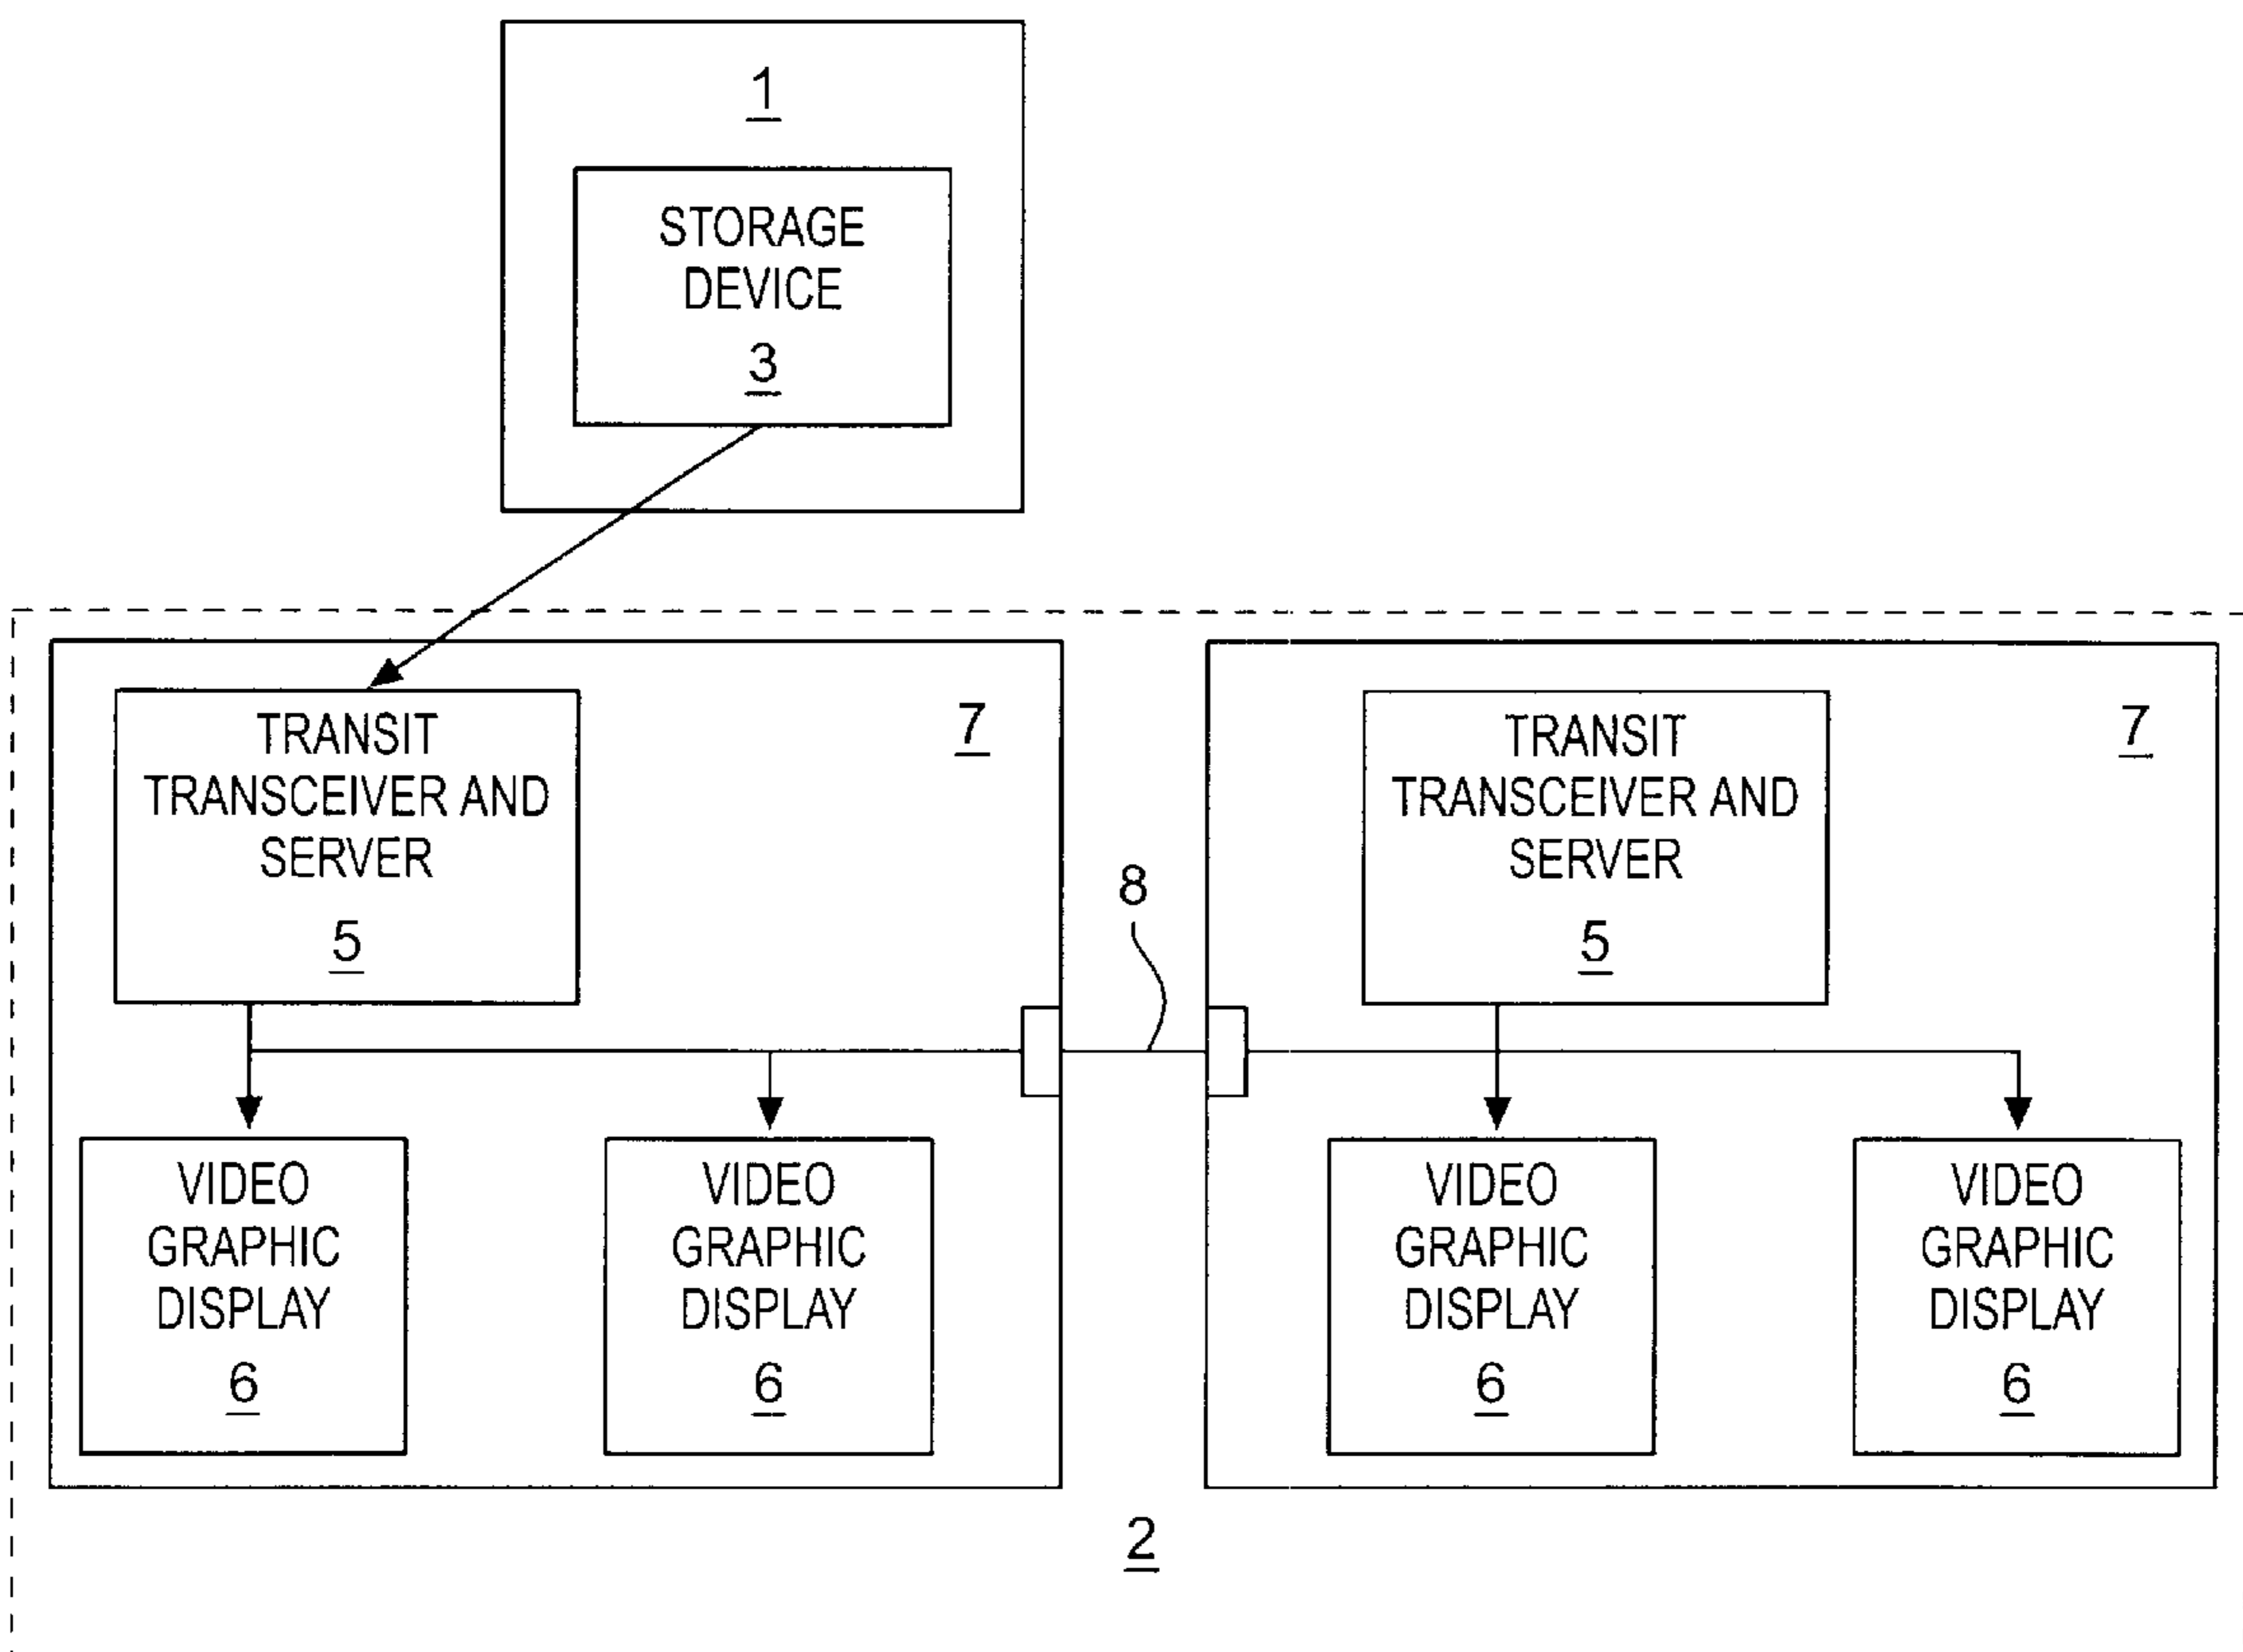 1
STORAGE
DEVICE
3
TRANSIT
TRANSCEIVER AND
SERVER
5
7
TRANSIT
TRANSCEIVER AND
SERVER
5
7
8
VIDEO
GRAPHIC
DISPLAY
6
VIDEO
GRAPHIC
DISPLAY
6
VIDEO
GRAPHIC
DISPLAY
6
VIDEO
GRAPHIC
DISPLAY
6
2